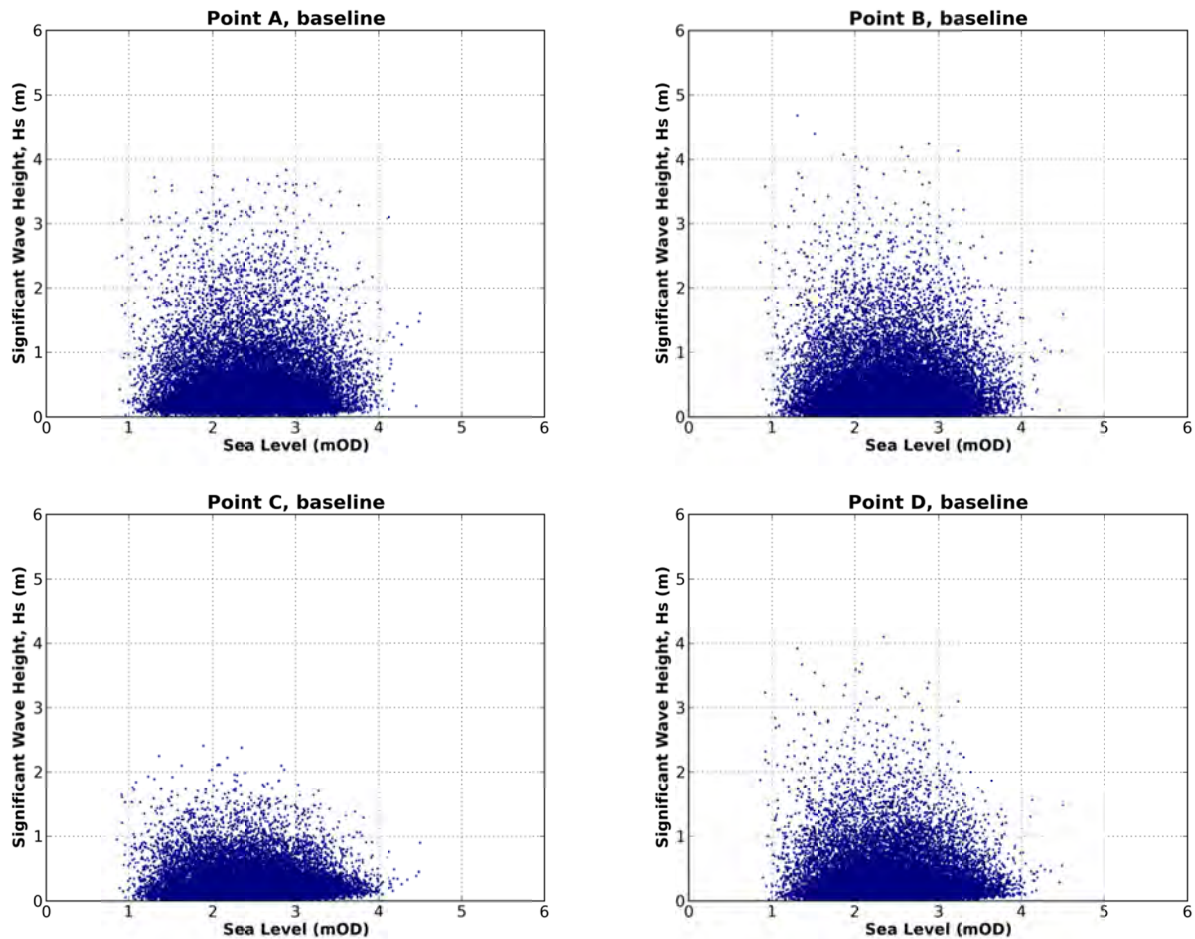 Point A, baseline
6
5
4
3
2
1
0
Significant Wave Height, Hs (m)
0 1 2 3 4 5 6
Sea Level (mOD)
Point B, baseline
6
5
4
3
2
1
0
Significant Wave Height, Hs (m)
0 1 2 3 4 5 6
Sea Level (mOD)
Point C, baseline
6
5
4
3
2
1
0
Significant Wave Height, Hs (m)
0 1 2 3 4 5 6
Sea Level (mOD)
Point D, baseline
6
5
4
3
2
1
0
Significant Wave Height, Hs (m)
0 1 2 3 4 5 6
Sea Level (mOD)